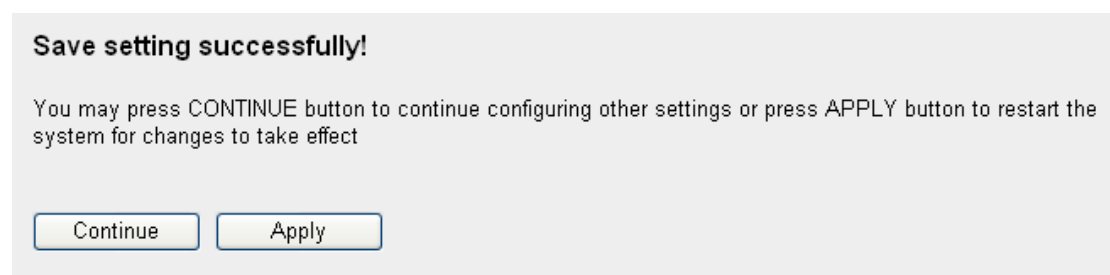 Save setting successfully!
You may press CONTINUE button to continue configuring other settings or press APPLY button to restart the
system for changes to take effect
Continue
Apply